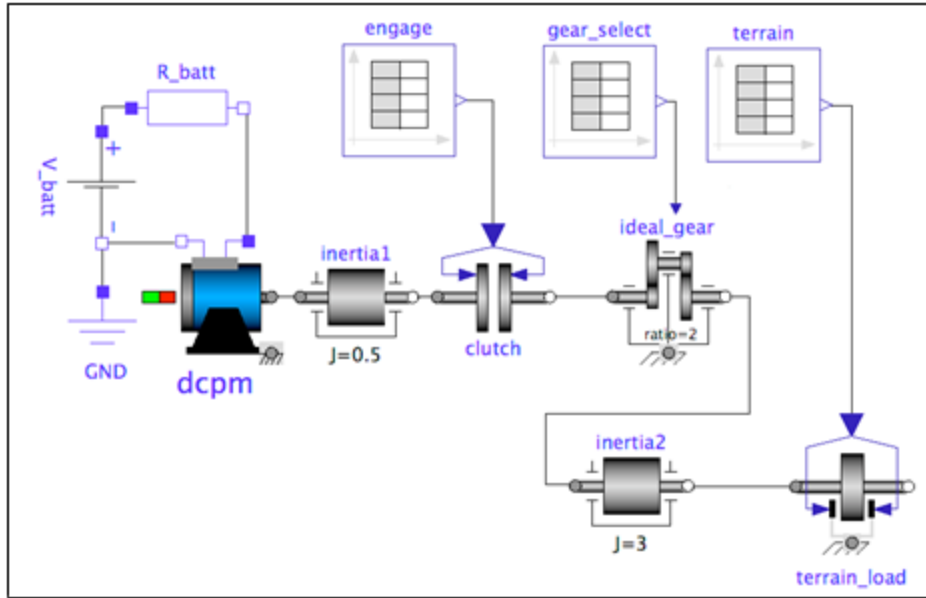 engage
gear_select
terrain
R_batt
+
V_batt
-
ideal_gear
inertia1
ratio=2
clutch
J=0.5
GND
dcpm
inertia2
J=3
terrain_load